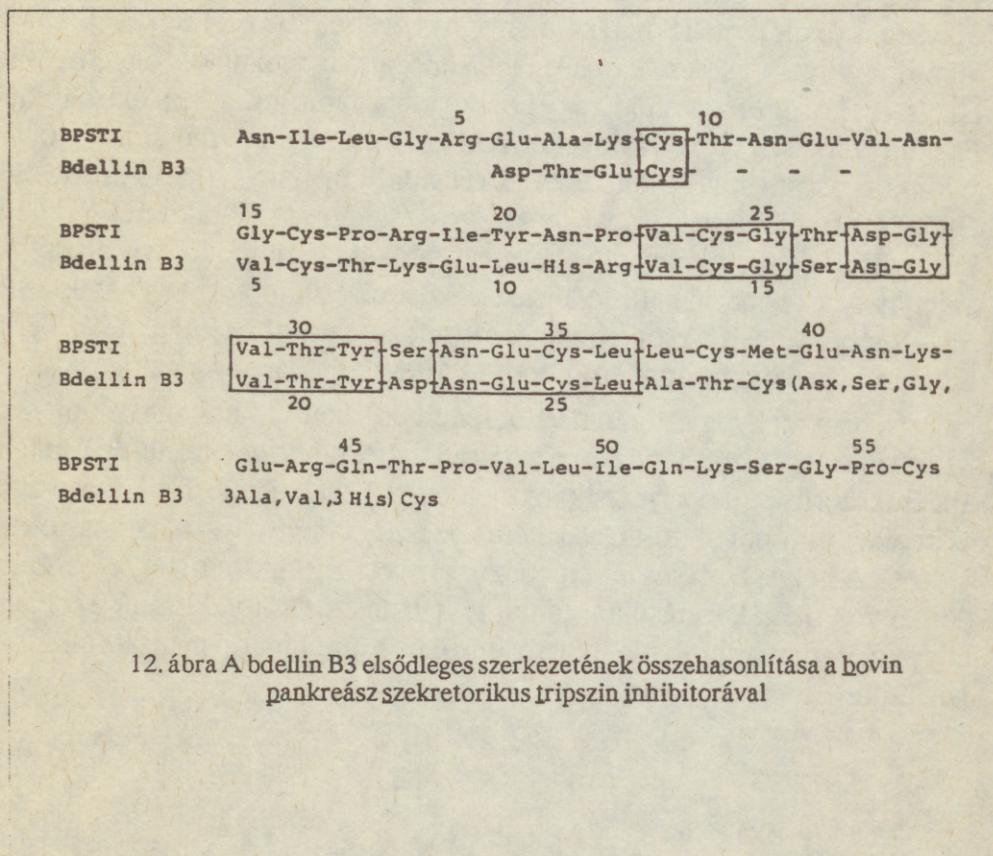 5 10
BPSTI Asn-Ile-Leu-Gly-Arg-Glu-Ala-Lys-Cys-Thr-Asn-Glu-Val-Asn-
Bdellin B3 Asp-Thr-Glu-Cys- - - - -
15 20 25
BPSTI Gly-Cys-Pro-Arg-Ile-Tyr-Asn-Pro-Val-Cys-Gly-Thr-Asp-Gly-
Bdellin B3 Val-Cys-Thr-Lys-Glu-Leu-His-Arg-Val-Cys-Gly-Ser-Asp-Gly
5 10 15
30 35 40
BPSTI Val-Thr-Tyr-Ser-Asn-Glu-Cys-Leu-Leu-Cys-Met-Glu-Asn-Lys-
Bdellin B3 Val-Thr-Tyr-Asp-Asn-Glu-Cys-Leu-Ala-Thr-Cys(Asx,Ser,Gly,
20 25
45 50 55
BPSTI Glu-Arg-Gln-Thr-Pro-Val-Leu-Ile-Gln-Lys-Ser-Gly-Pro-Cys
Bdellin B3 3Ala,Val,3 His) Cys
12. ábra A bdellin B3 elsődleges szerkezetének összehasonlítása a bovin
pankreász szekretorikus tripszin inhibitorával